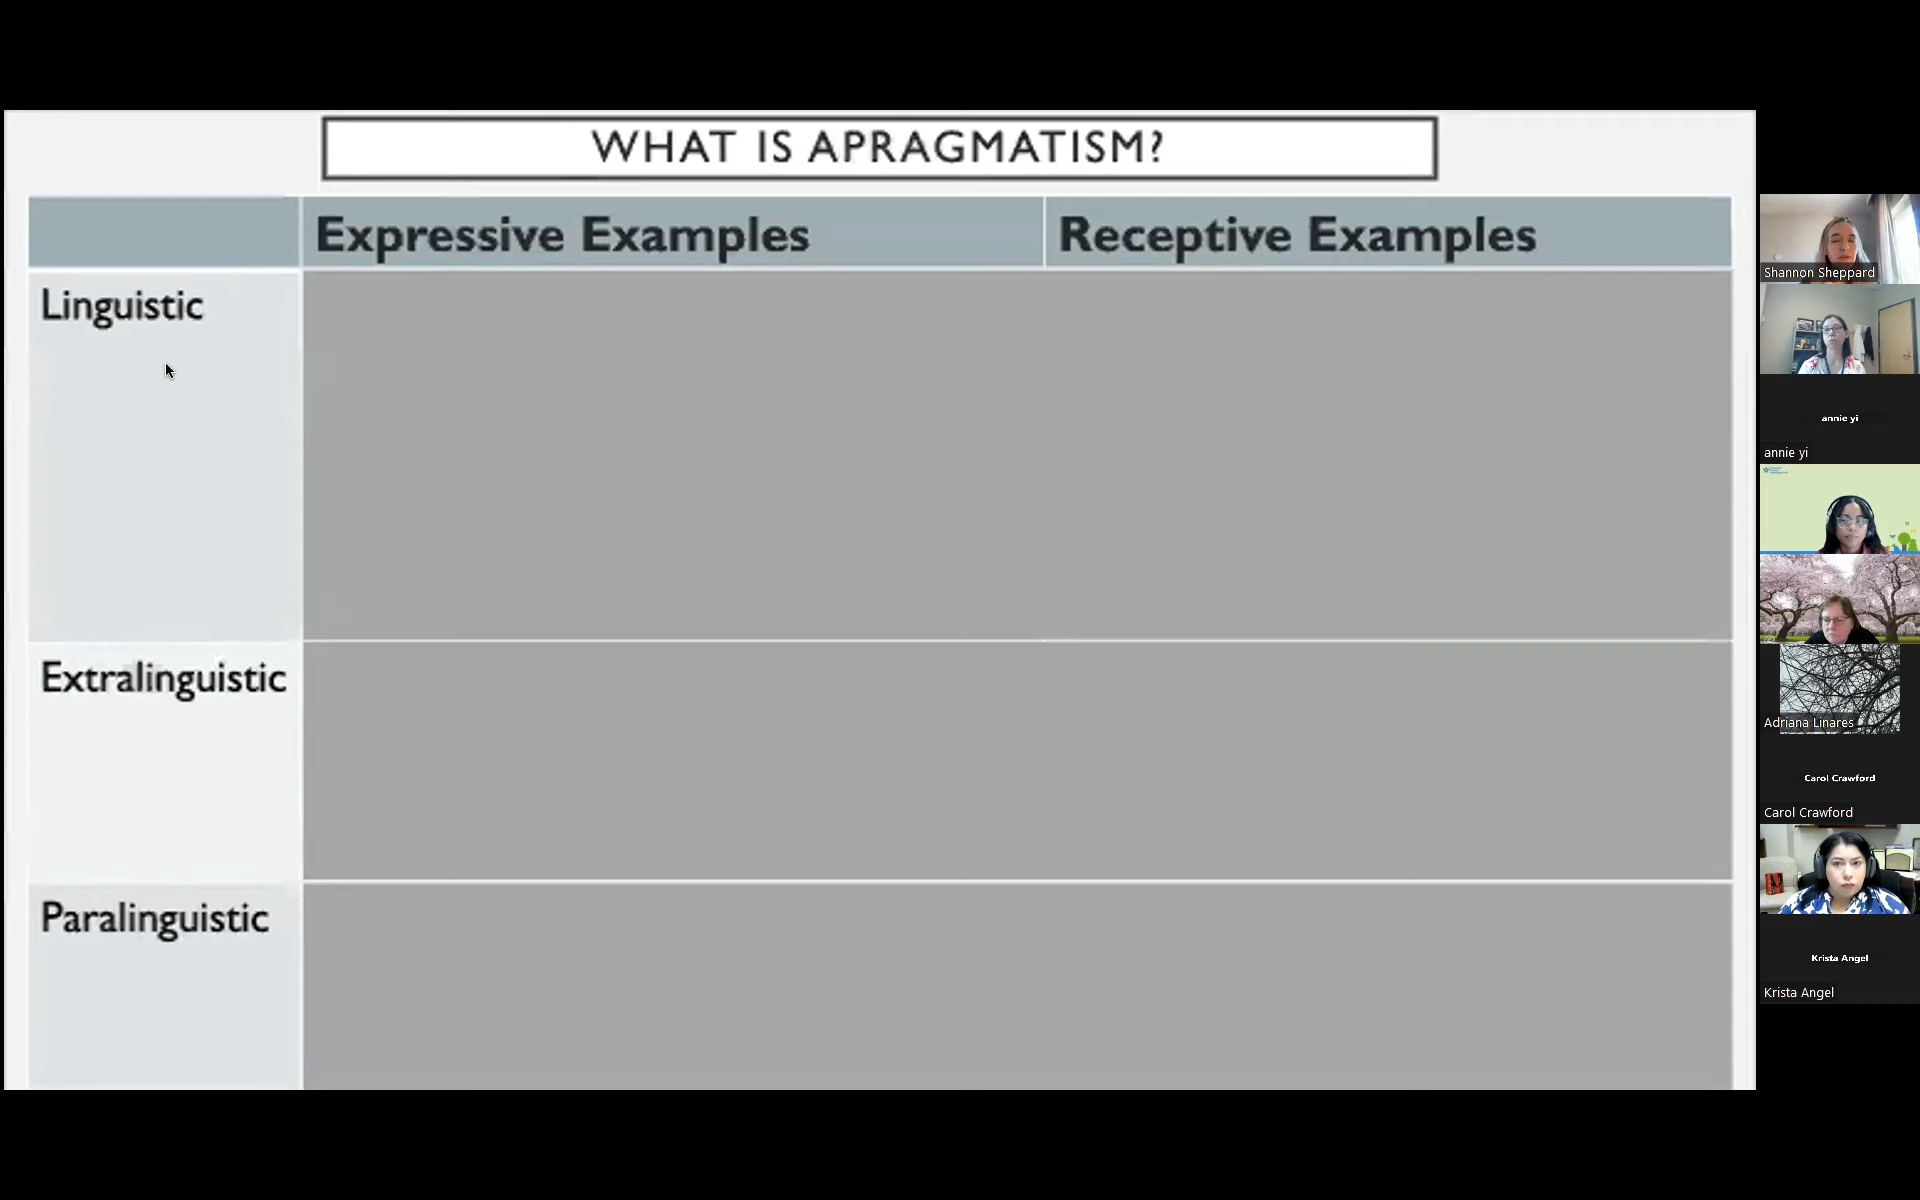 WHAT IS APRAGMATISM?
Expressive Examples
Receptive Examples
Linguistic
Extralinguistic
Paralinguistic
Shannon Sheppard
annie yi
annie yi
Adriana Linares
Carol Crawford
Carol Crawford
Krista Angel
Krista Angel